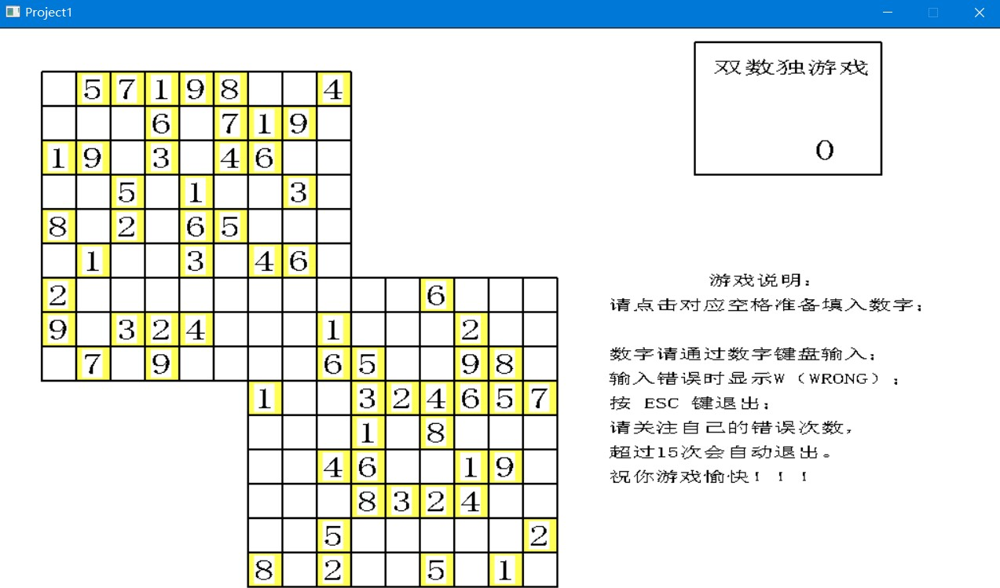 Project1
双数独游戏
0
5 7 1 9 8 4
6 7 1 9
1 9 3 4 6
5 1 3
8 2 6 5
1 3 4 6
2 6
9 3 2 4 1 2
7 9 6 5 9 8
1 3 2 4 6 5 7
1 8
4 6 1 9
8 3 2 4
5 2
8 2 5 1
游戏说明：
请点击对应空格准备填入数字；
数字请通过数字键盘输入；
输入错误时显示W（WRONG）；
按 ESC 键退出；
请关注自己的错误次数，
超过15次会自动退出。
祝你游戏愉快！！！